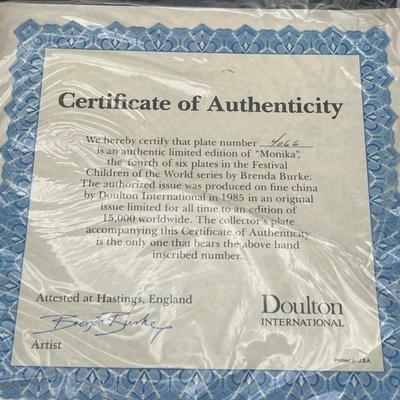 Certificate of Authenticity
We hereby certify that plate number 4066
is an authentic limited edition of "Monika",
the fourth of six plates in the Festival
Children of the World series by Brenda Burke.
The authorized issue was produced on fine china
by Doulton International in 1985 in an original
issue limited for all time to an edition of
15,000 worldwide. The collector's plate
accompanying this Certificate of Authenticity
is the only one that bears the above hand
inscribed number.
Attested at Hastings, England
Brenda Burke
Artist
Doulton
INTERNATIONAL
Printed in U.S.A.